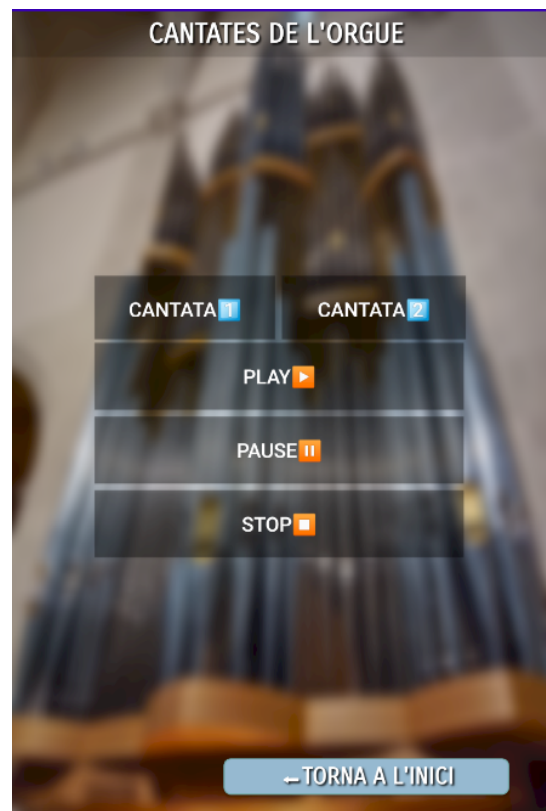 CANTATES DE L'ORGUE
CANTATA1️⃣ CANTATA2️⃣
PLAY▶️
PAUSE⏸️
STOP⏹️
←TORNA A L'INICI